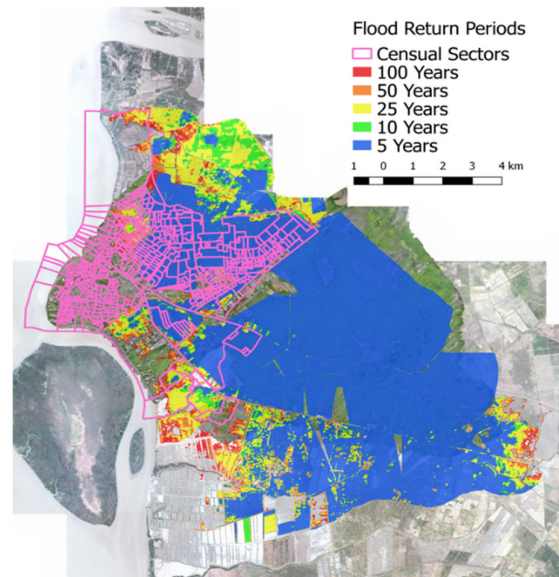 Flood Return Periods
Censual Sectors
100 Years
50 Years
25 Years
10 Years
5 Years
1 0 1 2 3 4 km